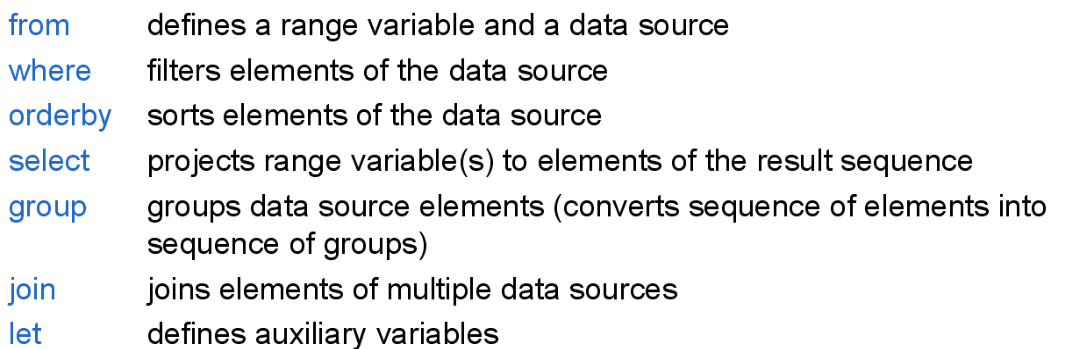 from defines a range variable and a data source
where filters elements of the data source
orderby sorts elements of the data source
select projects range variable(s) to elements of the result sequence
group groups data source elements (converts sequence of elements into
sequence of groups)
join joins elements of multiple data sources
let defines auxiliary variables